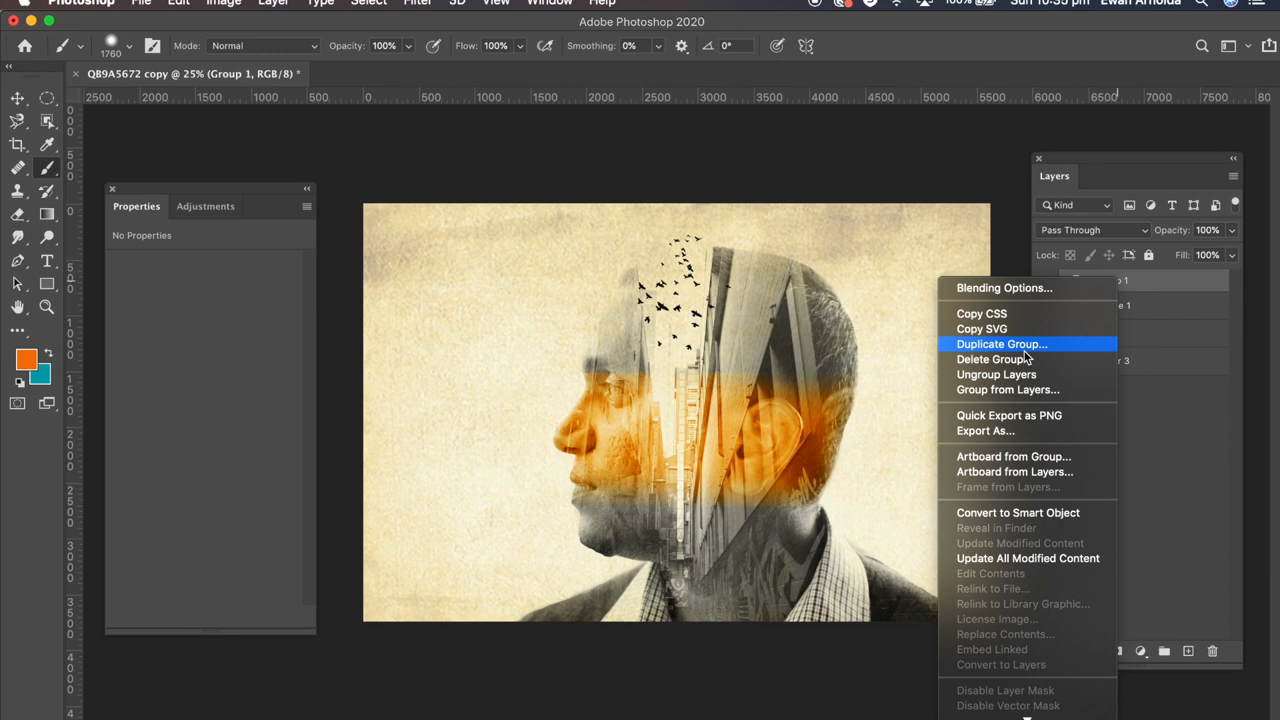 Photoshop File Edit Image Layer Type Select Filter 3D View Window Help 100% Sun 10:35 pm Ewan Arnolda
Adobe Photoshop 2020
1760 Mode: Normal Opacity: 100% Flow: 100% Smoothing: 0% 0°
QB9A5672 copy @ 25% (Group 1, RGB/8) *
2500 2000 1500 1000 500 0 500 1000 1500 2000 2500 3000 3500 4000 4500 5000 5500 6000 6500 7000 7500 80
Layers
Properties Adjustments
Kind
No Properties
Pass Through Opacity: 100%
Lock: Fill: 100%
Blending Options...
Copy CSS
Copy SVG
Duplicate Group...
Delete Group
Ungroup Layers
Group from Layers...
Quick Export as PNG
Export As...
Artboard from Group...
Artboard from Layers...
Frame from Layers...
Convert to Smart Object
Reveal in Finder
Update Modified Content
Update All Modified Content
Edit Contents
Relink to File...
Relink to Library Graphic...
License Image...
Replace Contents...
Embed Linked
Convert to Layers
Disable Layer Mask
Disable Vector Mask